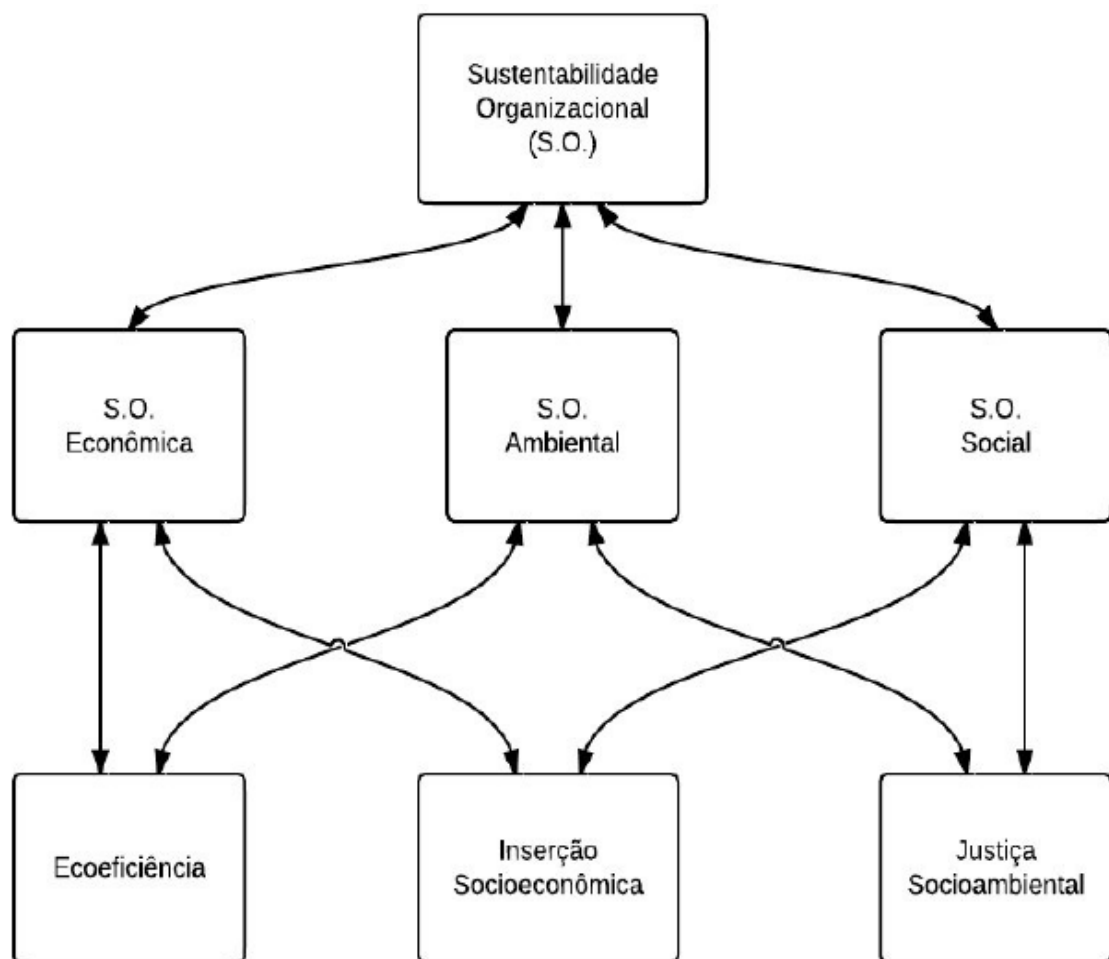 Sustentabilidade
Organizacional
(S.O.)
S.O.
Econômica
S.O.
Ambiental
S.O.
Social
Ecoeficiência
Inserção
Socioeconômica
Justiça
Socioambiental